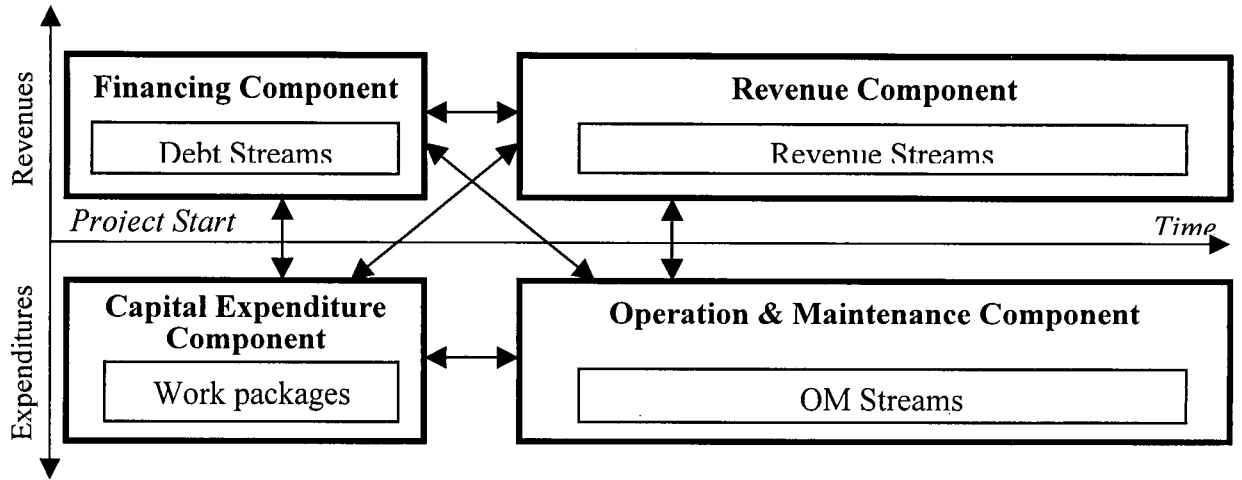 Revenues
Financing Component
Debt Streams
Revenue Component
Revenue Streams
Project Start
Time
Expenditures
Capital Expenditure
Component
Work packages
Operation & Maintenance Component
OM Streams